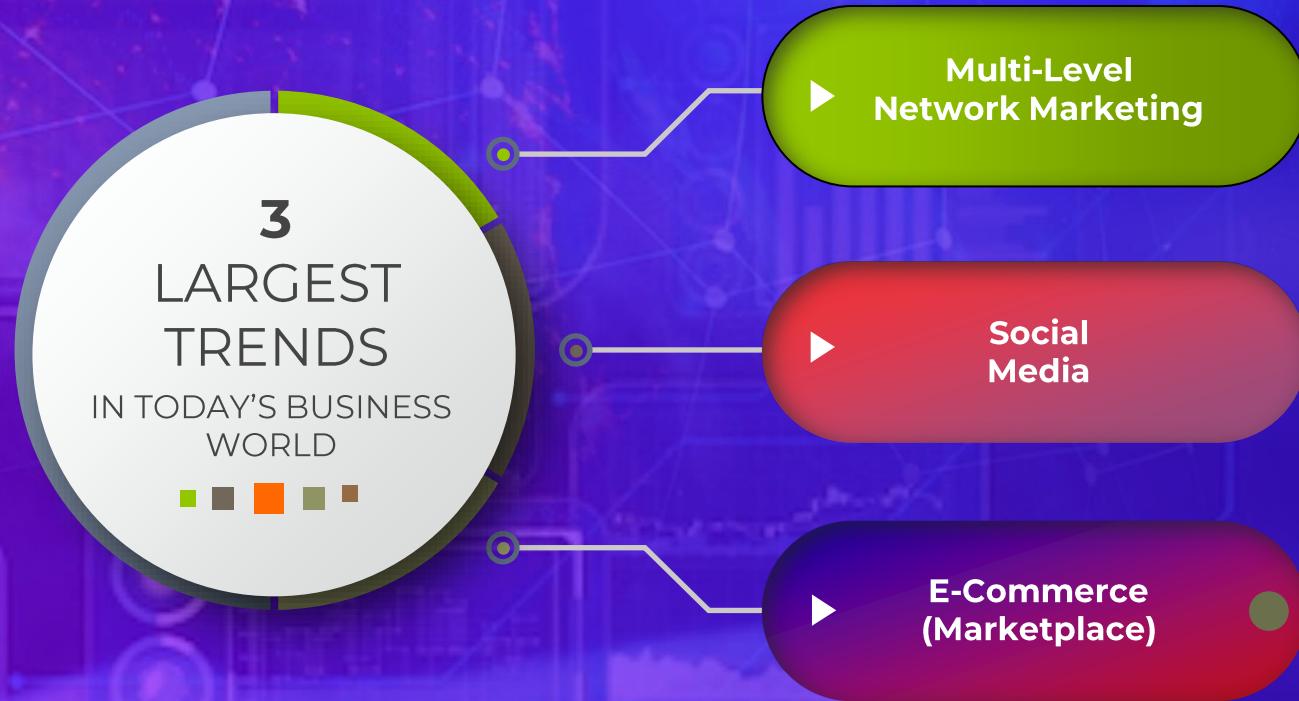 3
LARGEST
TRENDS
IN TODAY’S BUSINESS
WORLD
Multi-Level
Network Marketing
Social
Media
E-Commerce
(Marketplace)